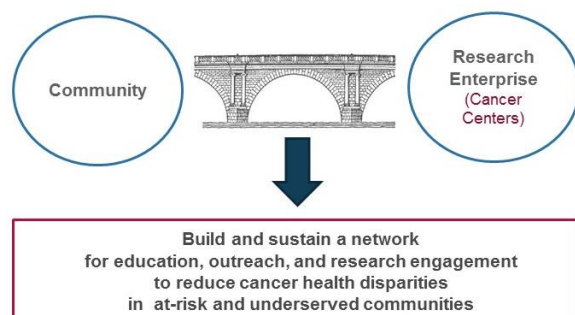 Community
Research
Enterprise
(Cancer
Centers)
Build and sustain a network
for education, outreach, and research engagement
to reduce cancer health disparities
in at-risk and underserved communities